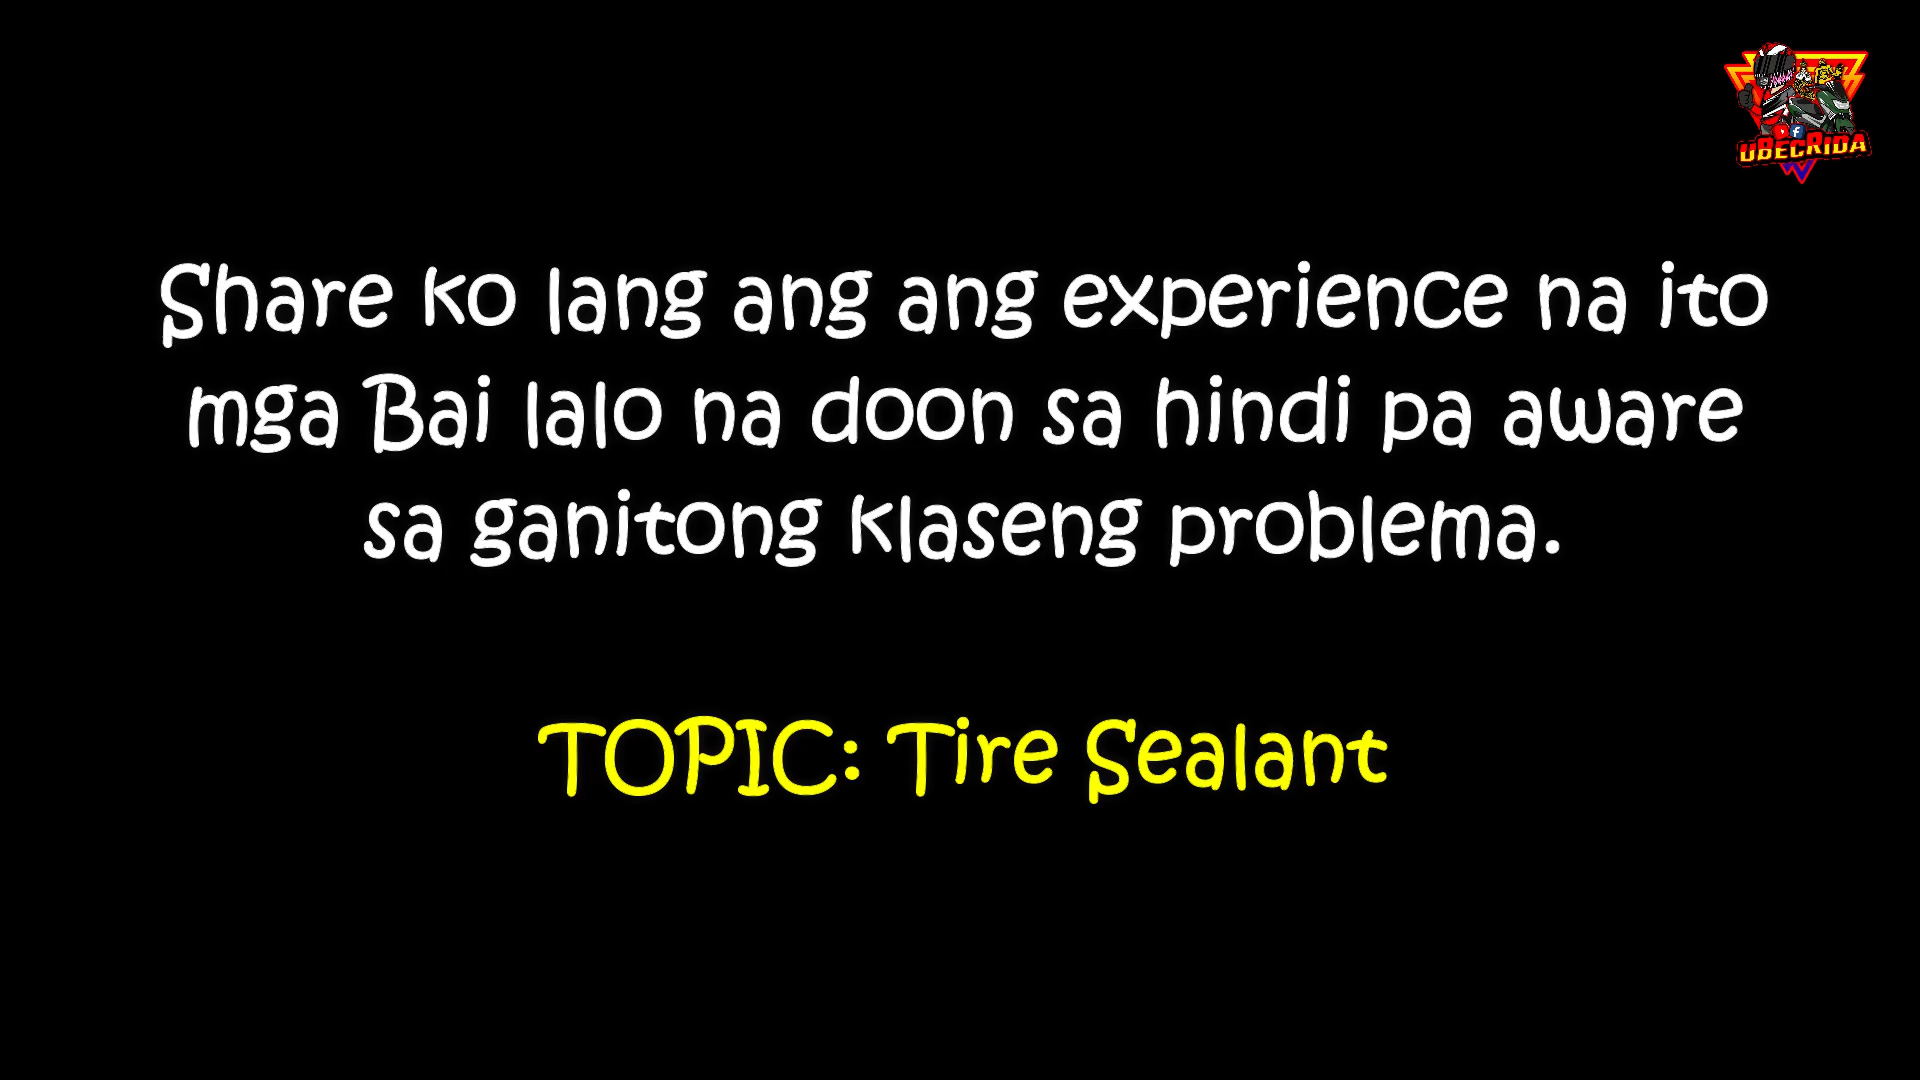 UBECRIDA
Share ko lang ang ang experience na ito
mga Bai lalo na doon sa hindi pa aware
sa ganitong klaseng problema.
TOPIC: Tire Sealant